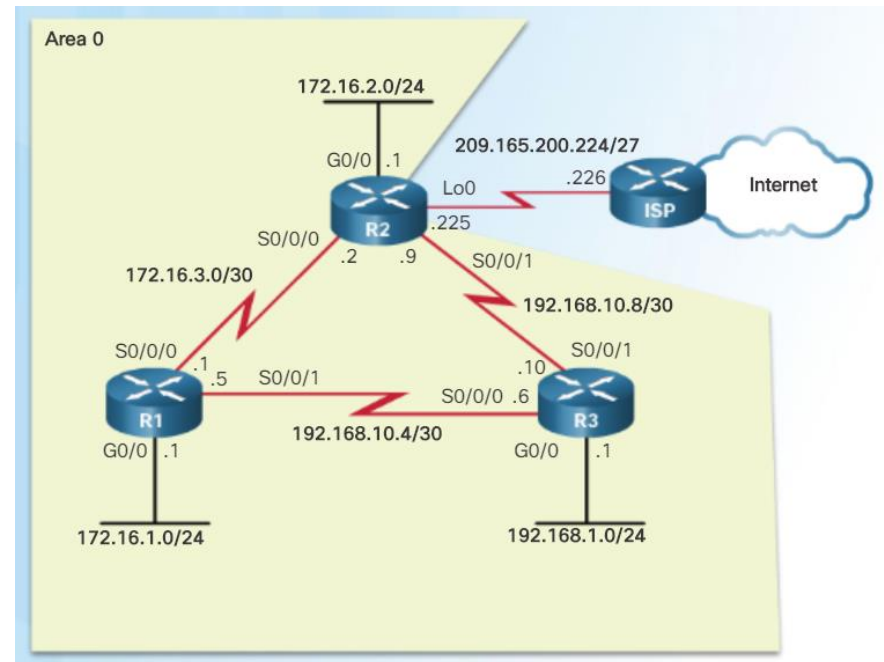 Area 0
172.16.2.0/24
G0/0 .1
209.165.200.224/27
Lo0
.226
Internet
ISP
R2
.225
S0/0/0
.2
.9
S0/0/1
172.16.3.0/30
192.168.10.8/30
S0/0/0
.1
S0/0/1
.10
.5
S0/0/1
S0/0/0 .6
R1
R3
192.168.10.4/30
G0/0 .1
G0/0 .1
172.16.1.0/24
192.168.1.0/24